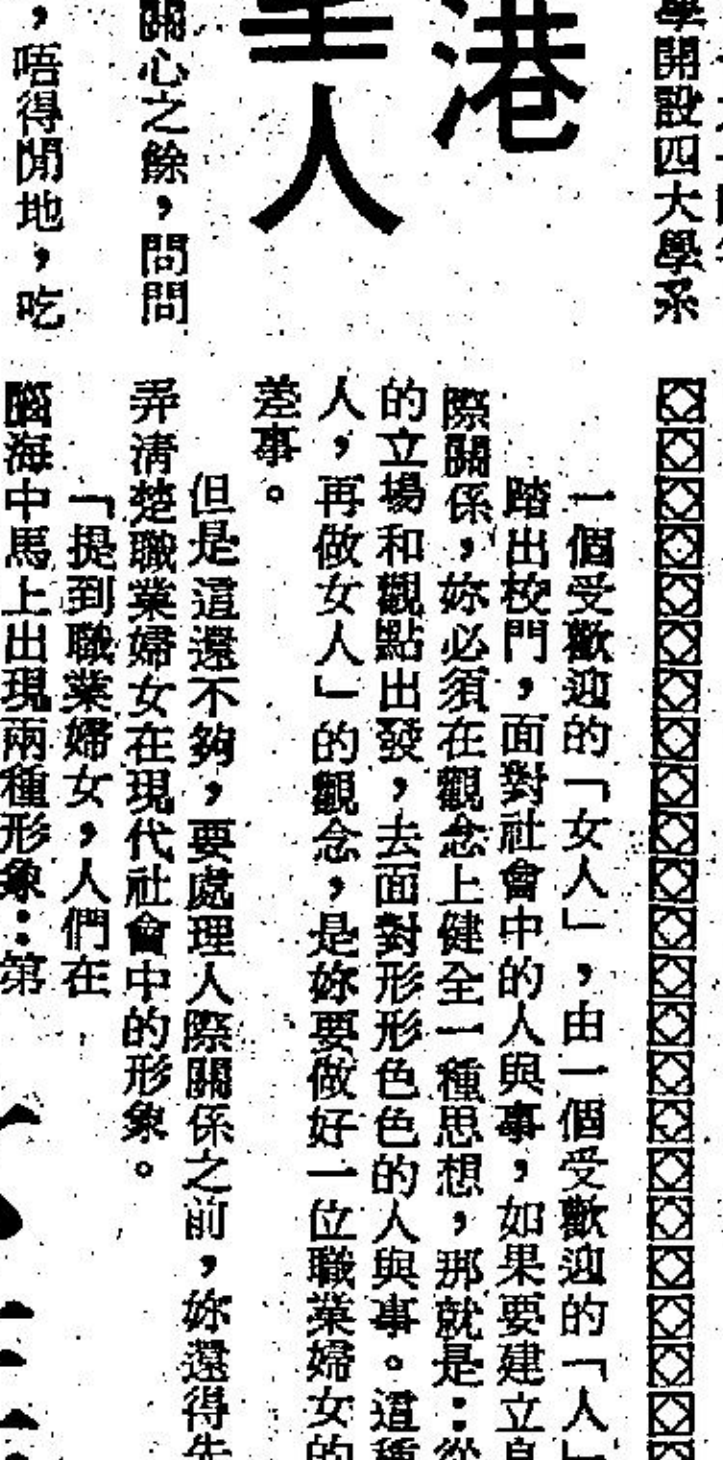 學開設四大學系
港
人
關心之餘，問問
，唔得閒地，吃
一個受歡迎的「女人」，由一個受歡迎的「人」
踏出校門，面對社會中的人與事，如果要建立良
際關係，妳必須在觀念上健全一種思想，那就是：從
的立場和觀點出發，去面對形形色色的人與事。這種
人，再做女人」的觀念，是妳要做好一位職業婦女的
差事。
但是這還不夠，要處理人際關係之前，妳還得先
弄清楚職業婦女在現代社會中的形象。
「提到職業婦女，人們在
腦海中馬上出現兩種形象：第